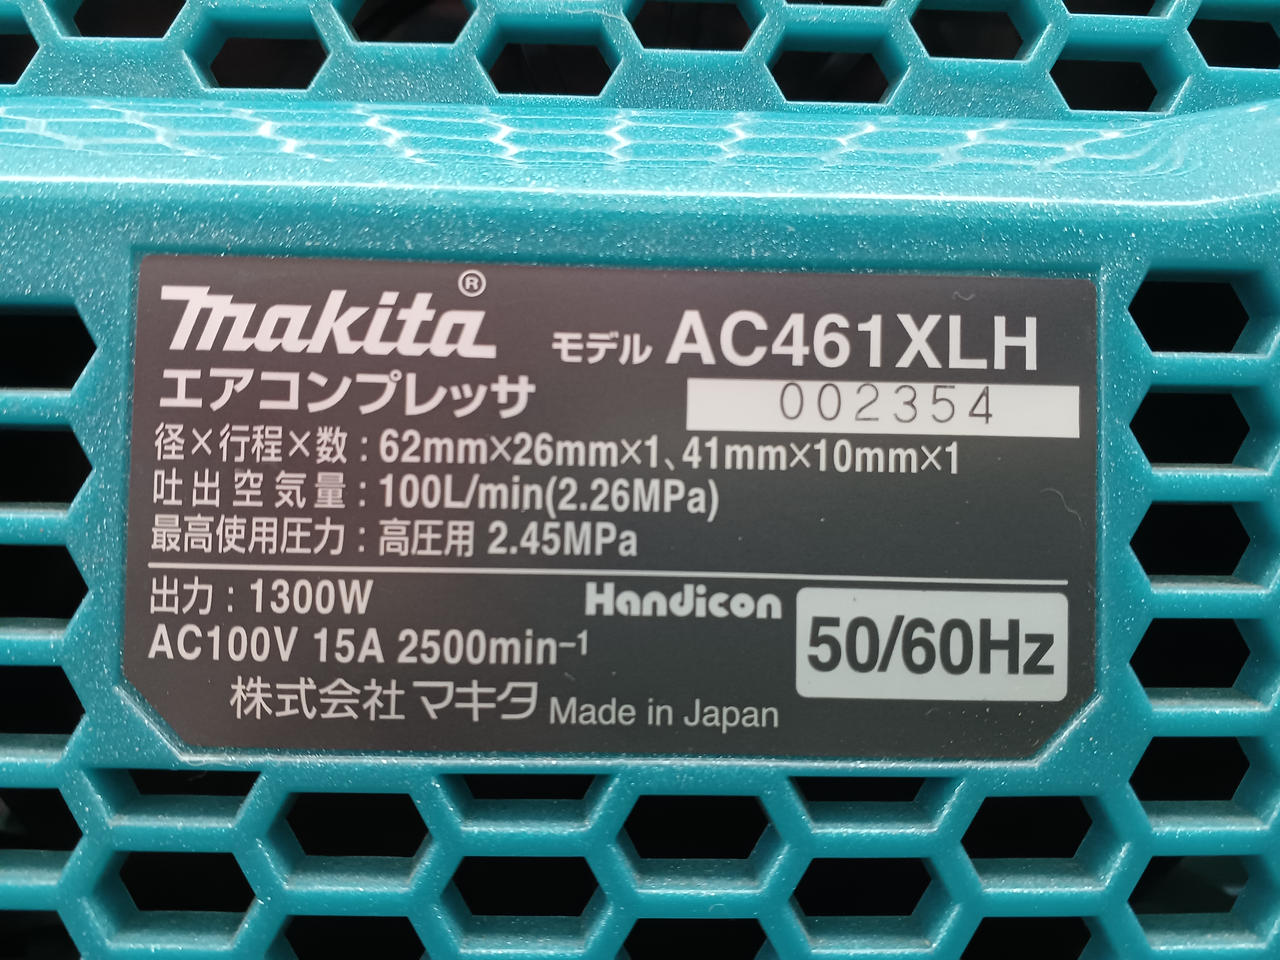 makita®
モデル AC461XLH
エアコンプレッサ
002354
径×行程×数：62mm×26mm×1、41mm×10mm×1
吐出空気量：100L/min(2.26MPa)
最高使用圧力：高圧用 2.45MPa
出力：1300W
Handicon
AC100V 15A 2500min⁻¹
50/60Hz
株式会社マキタ Made in Japan